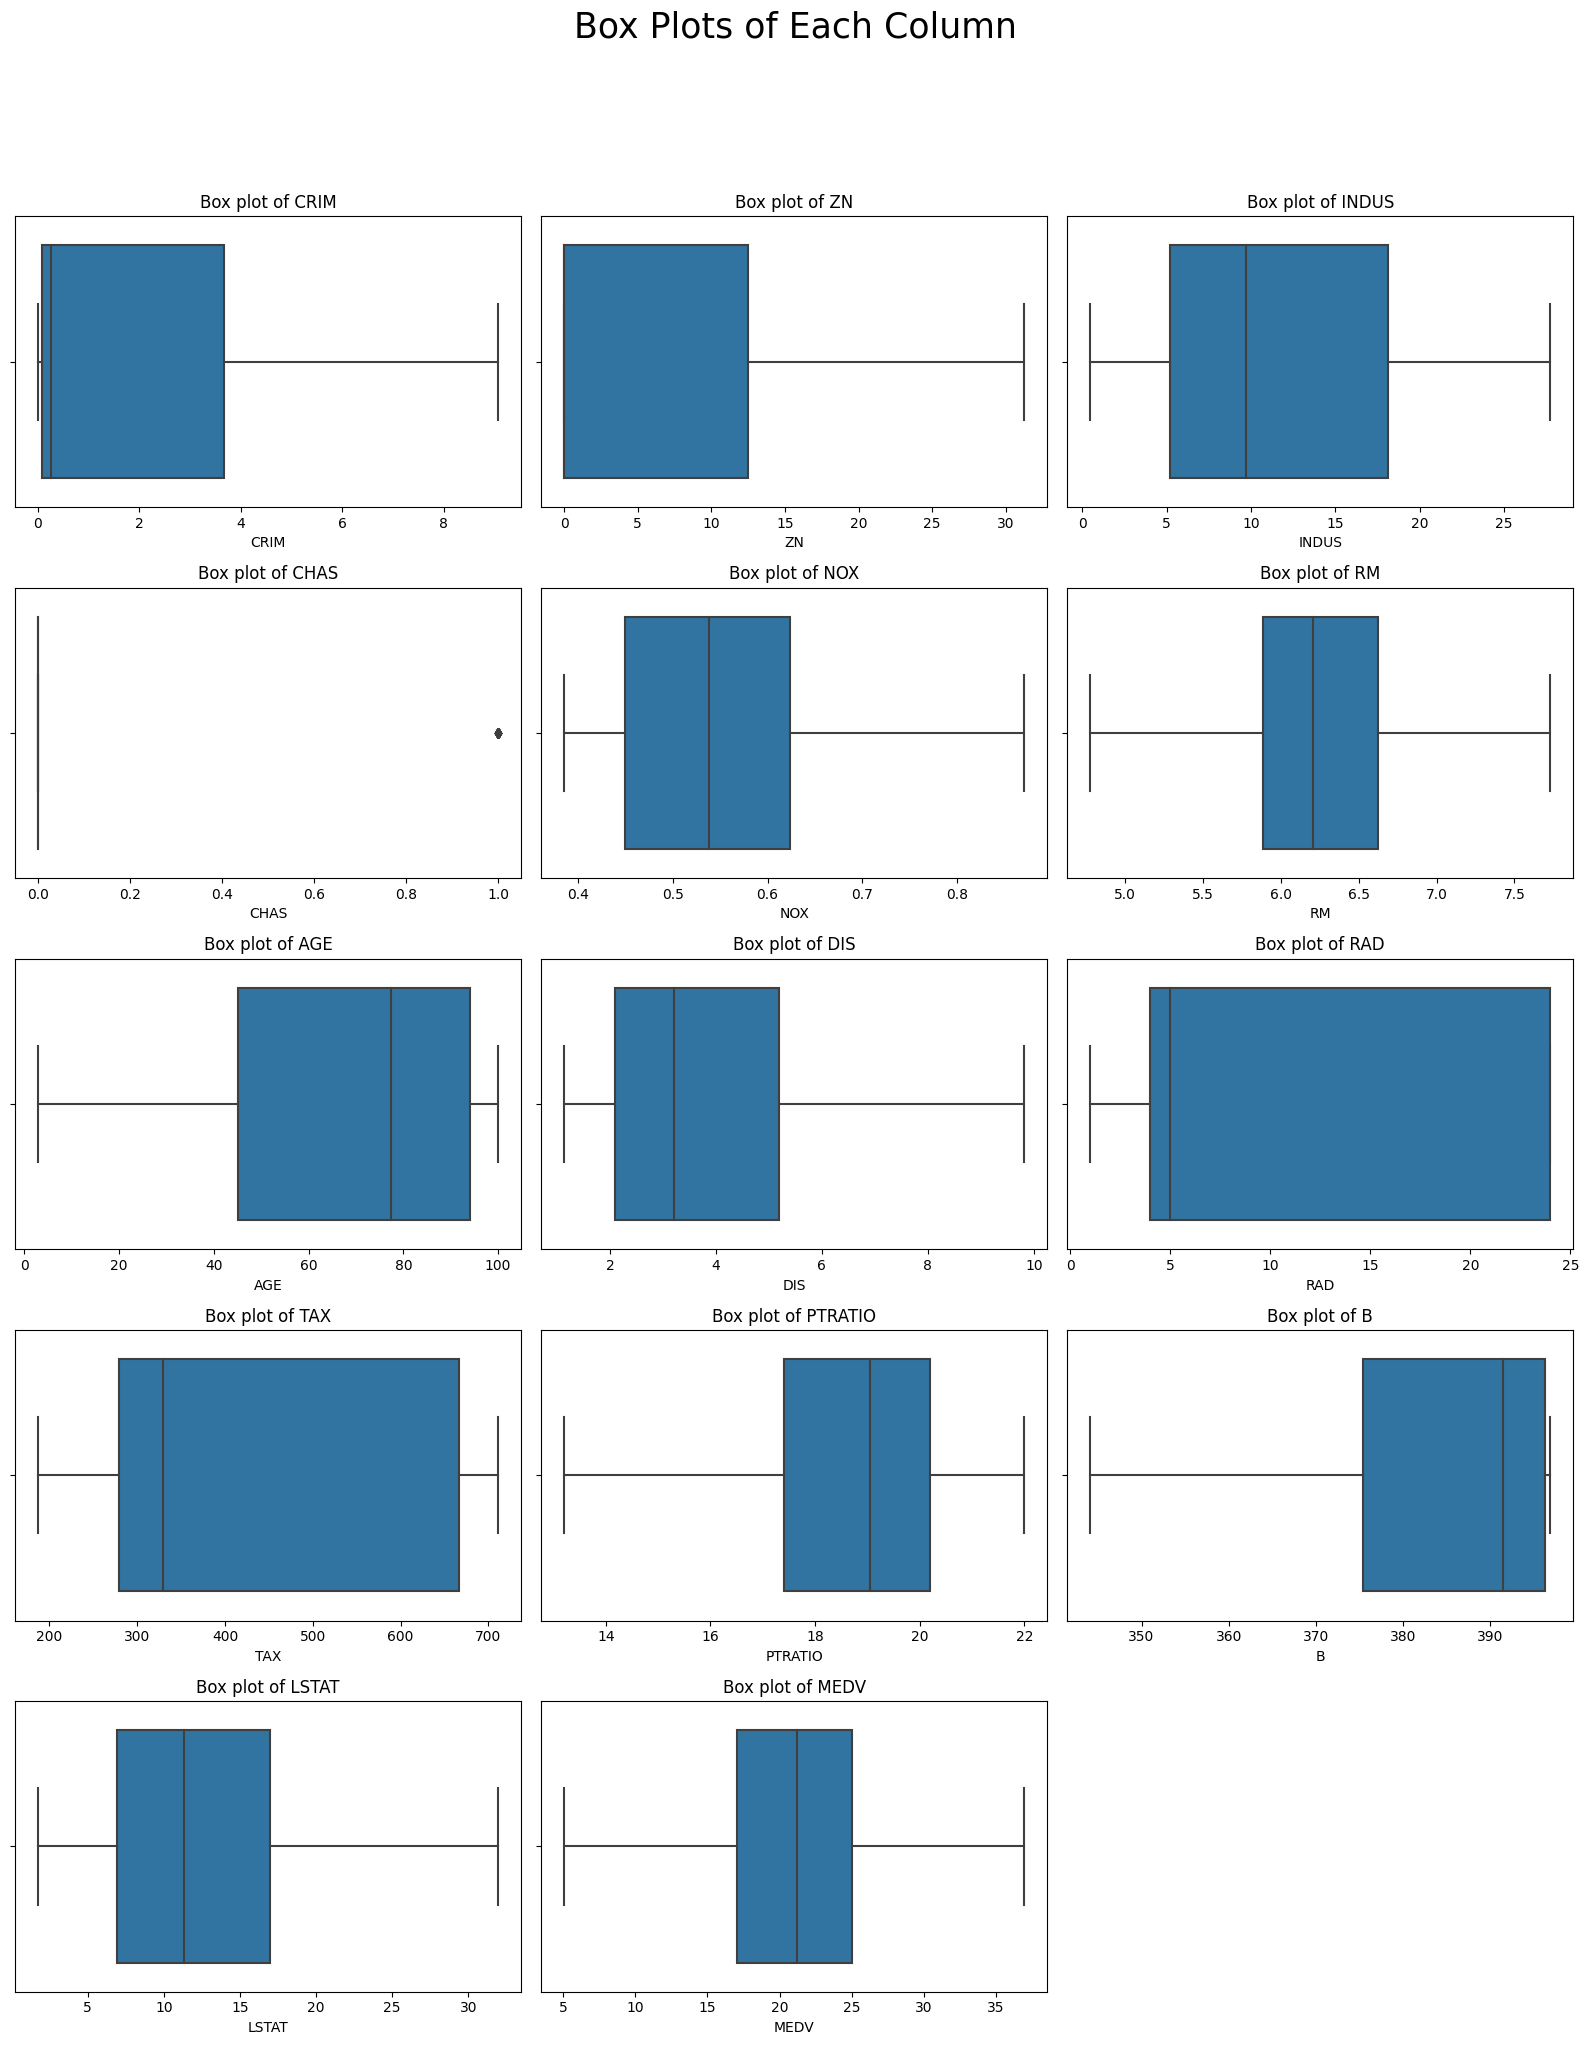 Box Plots of Each Column
Box plot of CRIM
0 2 4 6 8
CRIM
Box plot of ZN
0 5 10 15 20 25 30
ZN
Box plot of INDUS
0 5 10 15 20 25
INDUS
Box plot of CHAS
0.0 0.2 0.4 0.6 0.8 1.0
CHAS
Box plot of NOX
0.4 0.5 0.6 0.7 0.8
NOX
Box plot of RM
5.0 5.5 6.0 6.5 7.0 7.5
RM
Box plot of AGE
0 20 40 60 80 100
AGE
Box plot of DIS
2 4 6 8 10
DIS
Box plot of RAD
0 5 10 15 20 25
RAD
Box plot of TAX
200 300 400 500 600 700
TAX
Box plot of PTRATIO
14 16 18 20 22
PTRATIO
Box plot of B
350 360 370 380 390
B
Box plot of LSTAT
5 10 15 20 25 30
LSTAT
Box plot of MEDV
5 10 15 20 25 30 35
MEDV